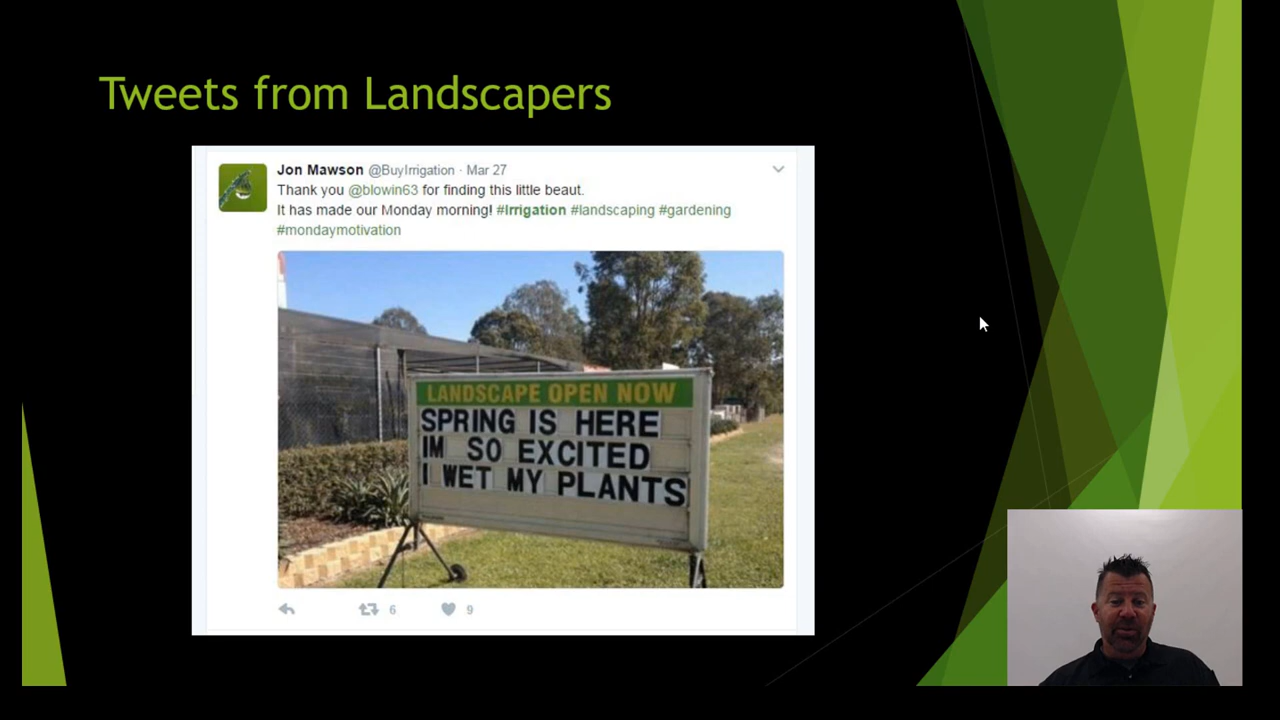 Tweets from Landscapers
Jon Mawson @BuyIrrigation · Mar 27
Thank you @blowin63 for finding this little beaut.
It has made our Monday morning! #Irrigation #landscaping #gardening
#mondaymotivation
LANDSCAPE OPEN NOW
SPRING IS HERE
IM SO EXCITED
I WET MY PLANTS
6 9